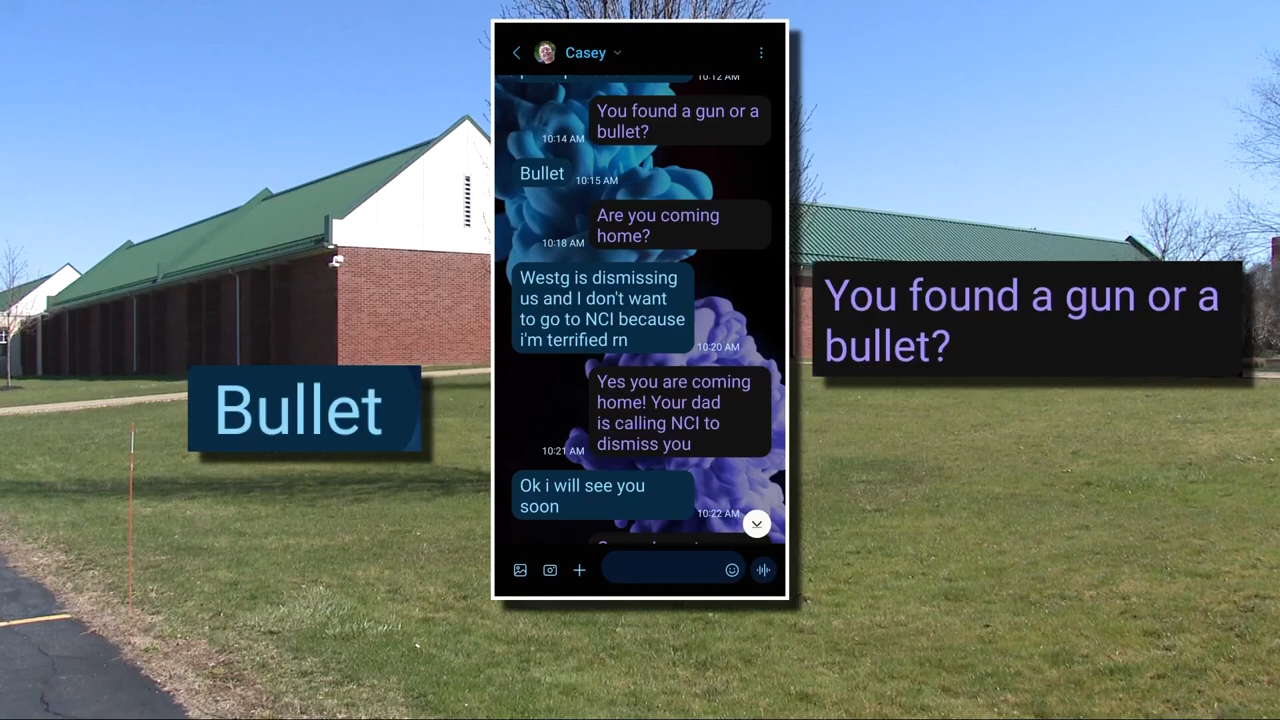 Casey
10:12 AM
You found a gun or a
bullet?
10:14 AM
Bullet
10:15 AM
Are you coming
home?
10:18 AM
Westg is dismissing
us and I don't want
to go to NCI because
i'm terrified rn
10:20 AM
Yes you are coming
home! Your dad
is calling NCI to
dismiss you
10:21 AM
Ok i will see you
soon
10:22 AM
Bullet
You found a gun or a
bullet?